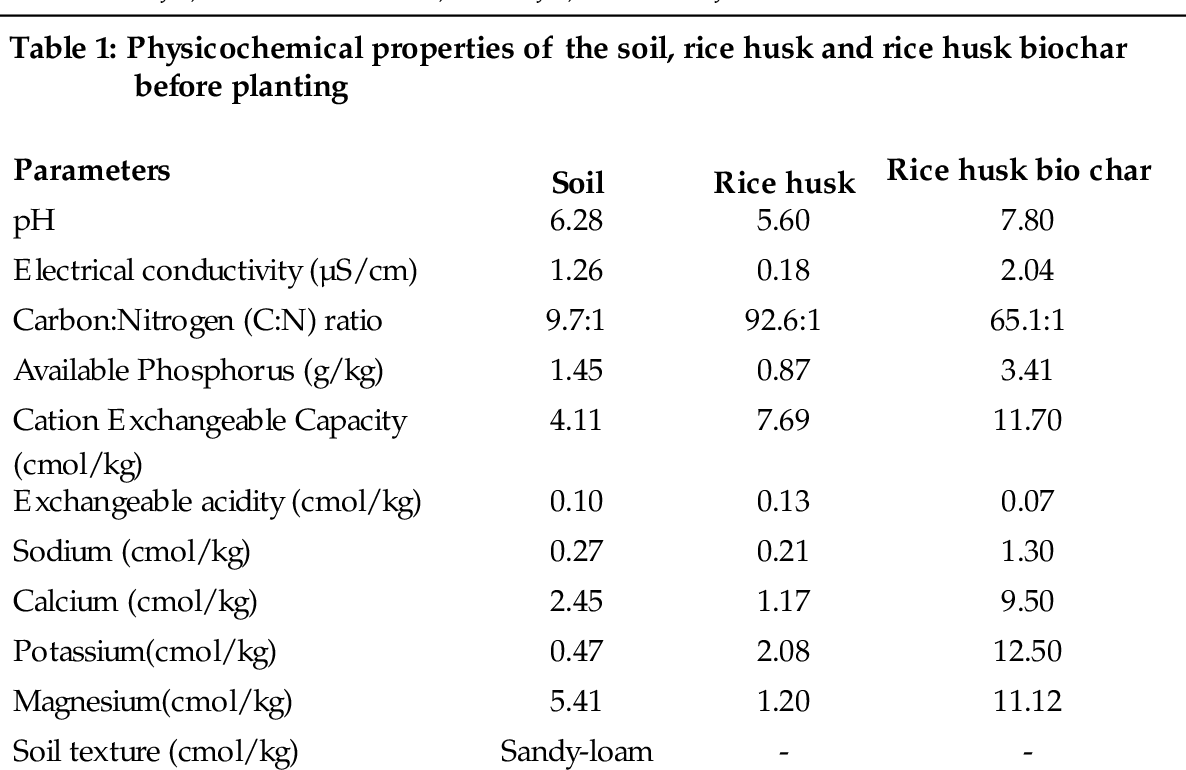 Table 1: Physicochemical properties of the soil, rice husk and rice husk biochar
before planting
Parameters Soil Rice husk Rice husk bio char
pH 6.28 5.60 7.80
Electrical conductivity (µS/cm) 1.26 0.18 2.04
Carbon:Nitrogen (C:N) ratio 9.7:1 92.6:1 65.1:1
Available Phosphorus (g/kg) 1.45 0.87 3.41
Cation Exchangeable Capacity 4.11 7.69 11.70
(cmol/kg)
Exchangeable acidity (cmol/kg) 0.10 0.13 0.07
Sodium (cmol/kg) 0.27 0.21 1.30
Calcium (cmol/kg) 2.45 1.17 9.50
Potassium(cmol/kg) 0.47 2.08 12.50
Magnesium(cmol/kg) 5.41 1.20 11.12
Soil texture (cmol/kg) Sandy-loam - -